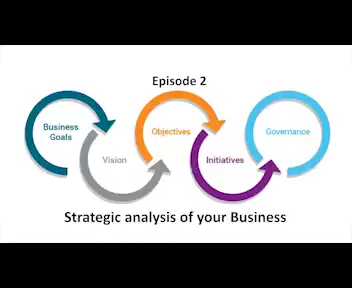 Episode 2
Business
Goals
Vision
Objectives
Initiatives
Governance
Strategic analysis of your Business